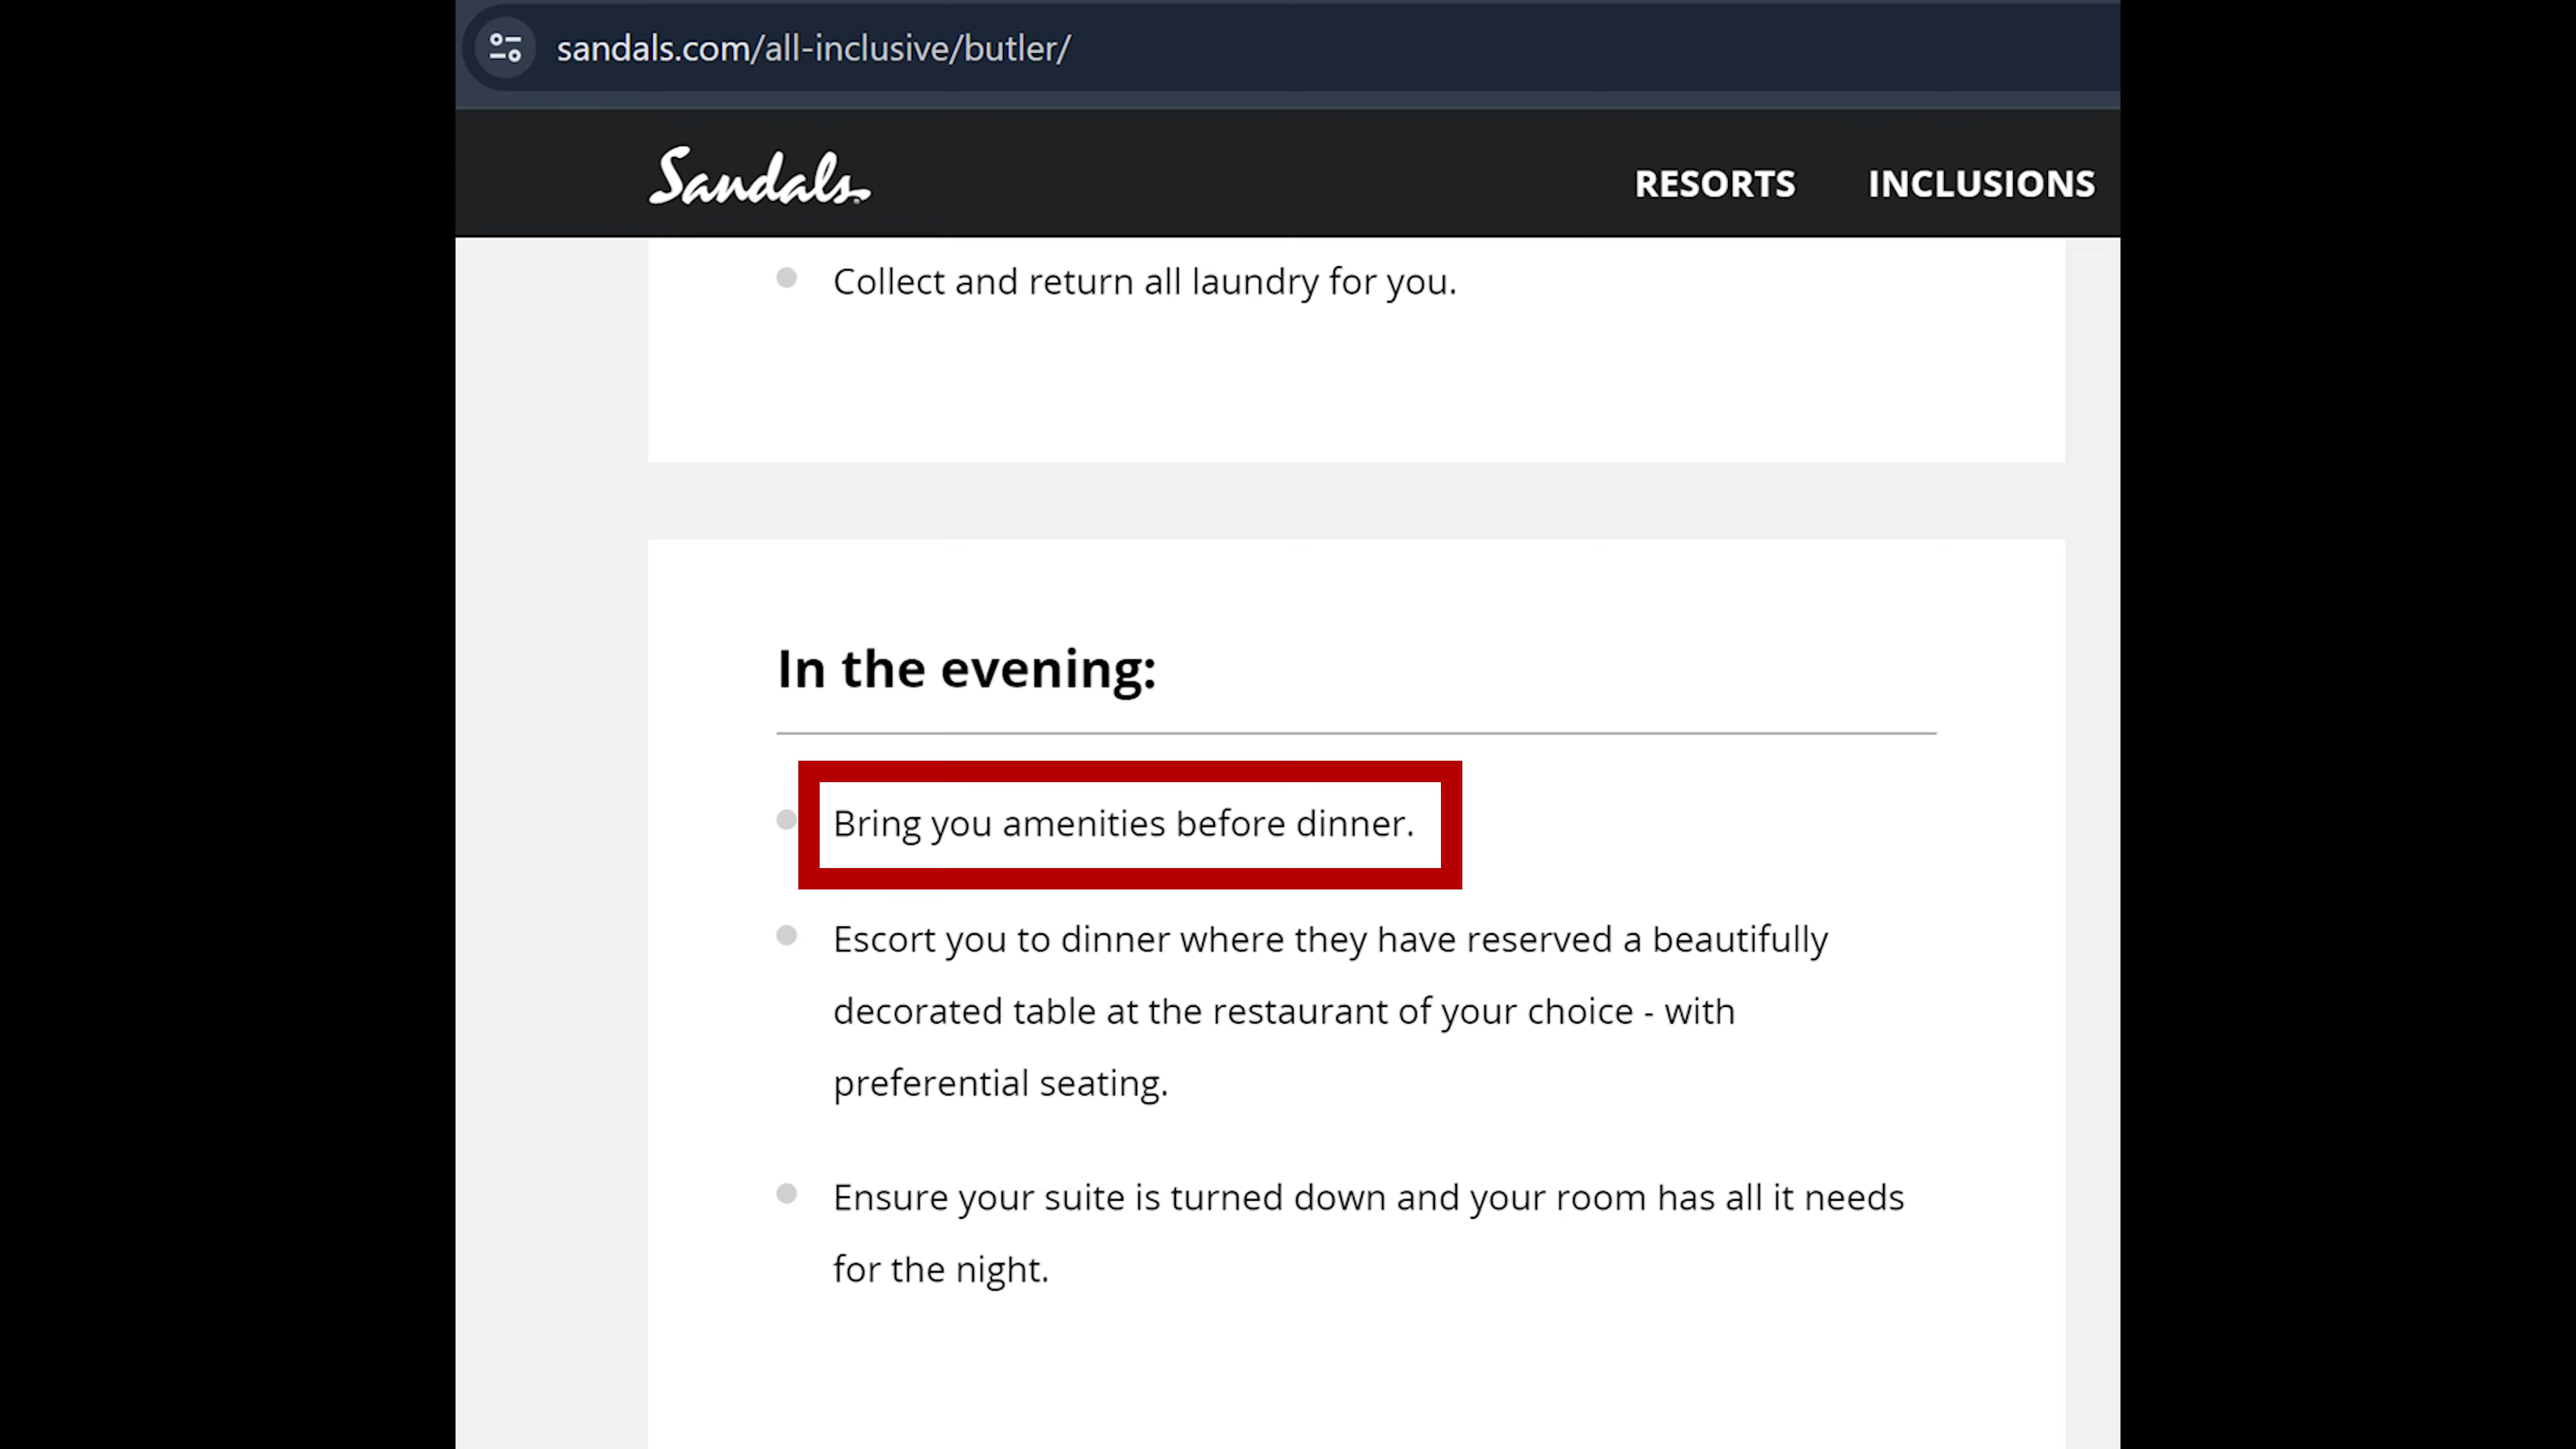 sandals.com/all-inclusive/butler/
Sandals®
RESORTS INCLUSIONS
Collect and return all laundry for you.
In the evening:
Bring you amenities before dinner.
Escort you to dinner where they have reserved a beautifully
decorated table at the restaurant of your choice - with
preferential seating.
Ensure your suite is turned down and your room has all it needs
for the night.